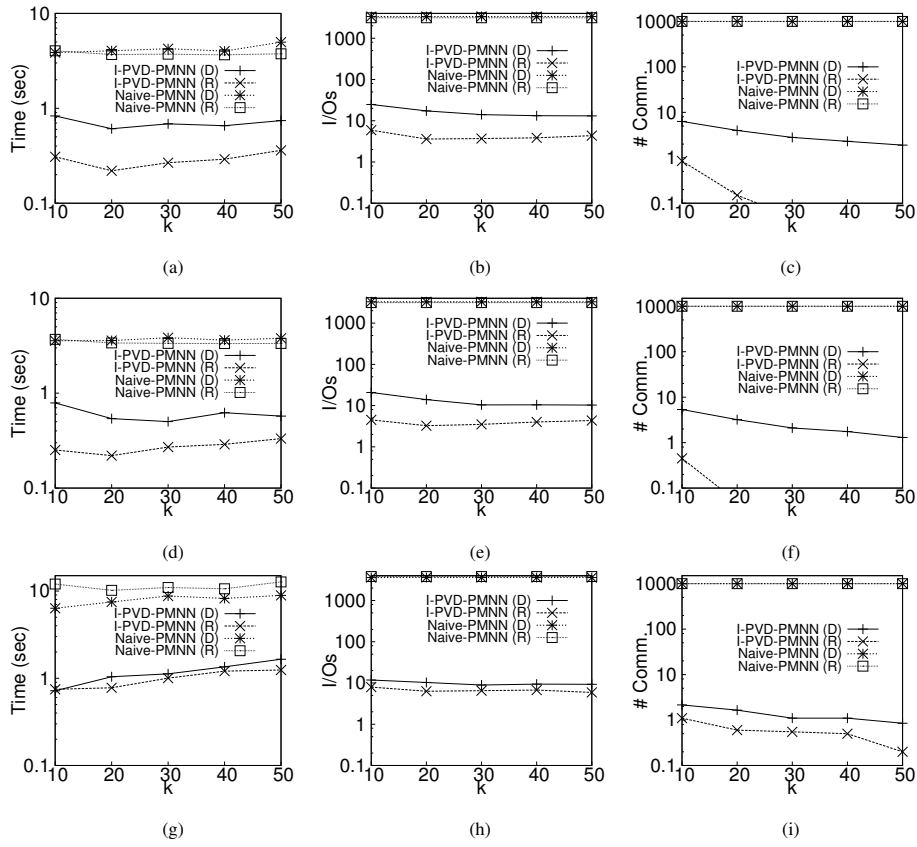 10
1
0.1
10 20 30 40 50
Time (sec)
k
I-PVD-PMNN (D)
I-PVD-PMNN (R)
Naive-PMNN (D)
Naive-PMNN (R)
(a)
1000
100
10
1
0.1
10 20 30 40 50
I/Os
k
I-PVD-PMNN (D)
I-PVD-PMNN (R)
Naive-PMNN (D)
Naive-PMNN (R)
(b)
1000
100
10
1
0.1
10 20 30 40 50
# Comm.
k
I-PVD-PMNN (D)
I-PVD-PMNN (R)
Naive-PMNN (D)
Naive-PMNN (R)
(c)
10
1
0.1
10 20 30 40 50
Time (sec)
k
I-PVD-PMNN (D)
I-PVD-PMNN (R)
Naive-PMNN (D)
Naive-PMNN (R)
(d)
1000
100
10
1
0.1
10 20 30 40 50
I/Os
k
I-PVD-PMNN (D)
I-PVD-PMNN (R)
Naive-PMNN (D)
Naive-PMNN (R)
(e)
1000
100
10
1
0.1
10 20 30 40 50
# Comm.
k
I-PVD-PMNN (D)
I-PVD-PMNN (R)
Naive-PMNN (D)
Naive-PMNN (R)
(f)
10
1
0.1
10 20 30 40 50
Time (sec)
k
I-PVD-PMNN (D)
I-PVD-PMNN (R)
Naive-PMNN (D)
Naive-PMNN (R)
(g)
1000
100
10
1
0.1
10 20 30 40 50
I/Os
k
I-PVD-PMNN (D)
I-PVD-PMNN (R)
Naive-PMNN (D)
Naive-PMNN (R)
(h)
1000
100
10
1
0.1
10 20 30 40 50
# Comm.
k
I-PVD-PMNN (D)
I-PVD-PMNN (R)
Naive-PMNN (D)
Naive-PMNN (R)
(i)